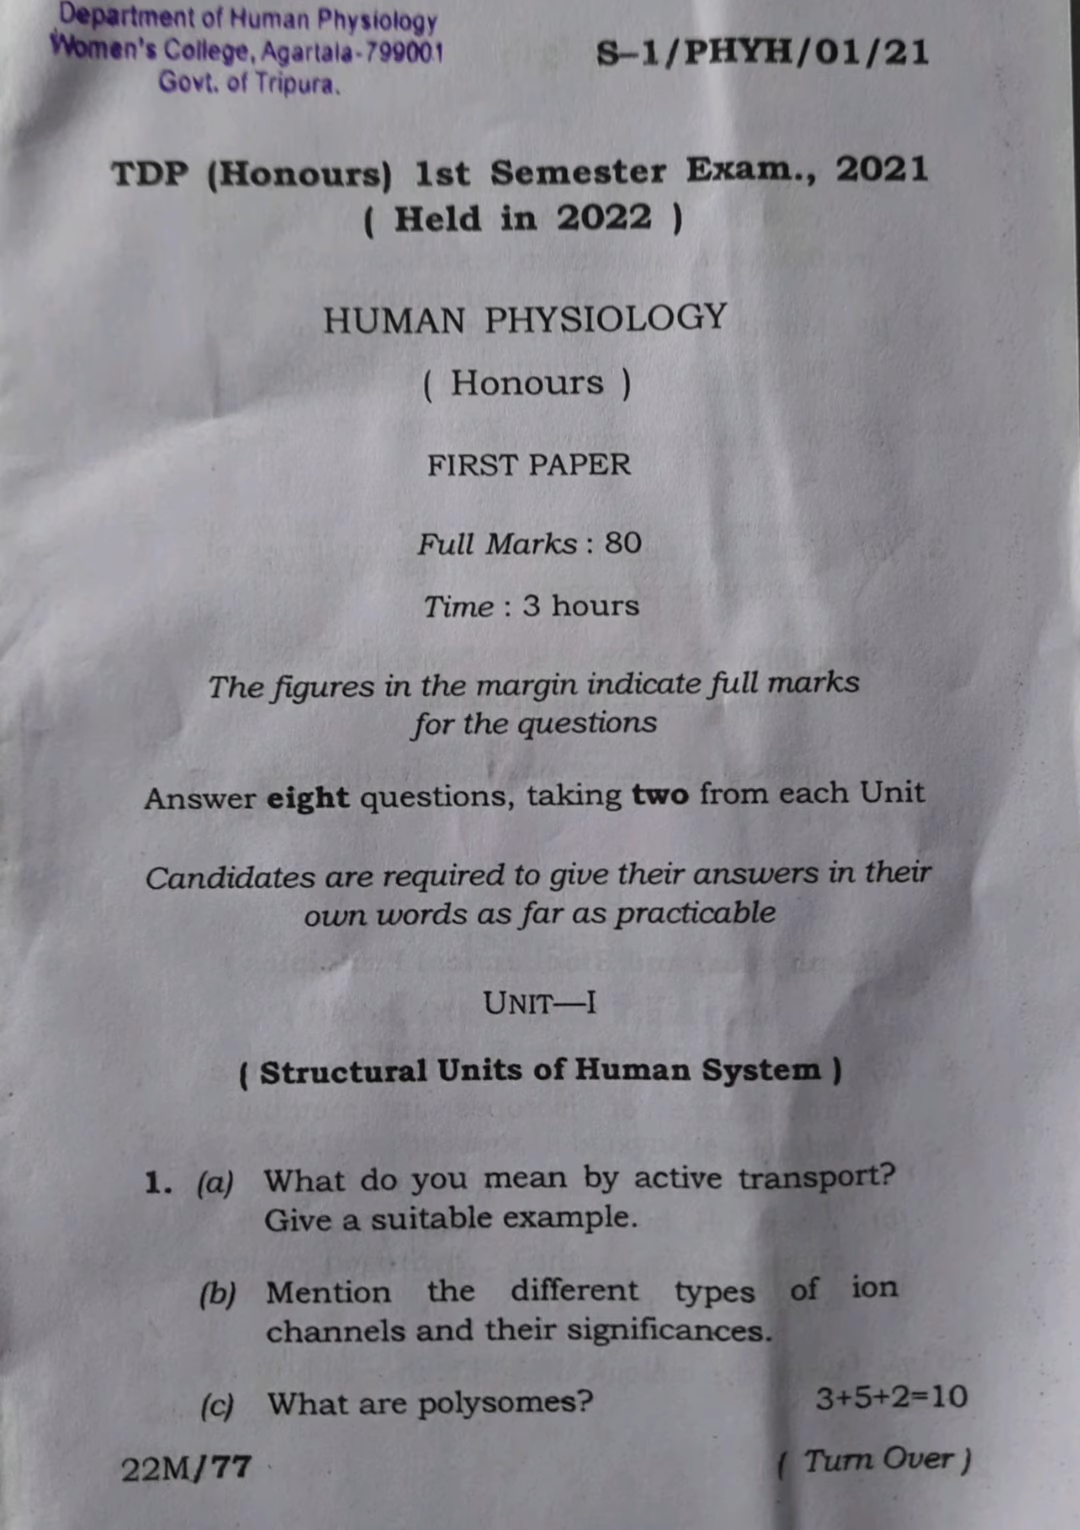 Department of Human Physiology
Women's College, Agartala-799001
Govt. of Tripura.
S-1/PHYH/01/21
TDP (Honours) 1st Semester Exam., 2021
( Held in 2022 )
HUMAN PHYSIOLOGY
( Honours )
FIRST PAPER
Full Marks : 80
Time : 3 hours
The figures in the margin indicate full marks
for the questions
Answer eight questions, taking two from each Unit
Candidates are required to give their answers in their
own words as far as practicable
UNIT—I
( Structural Units of Human System )
1. (a) What do you mean by active transport?
Give a suitable example.
(b) Mention the different types of ion
channels and their significances.
(c) What are polysomes? 3+5+2=10
22M/77 ( Turn Over )